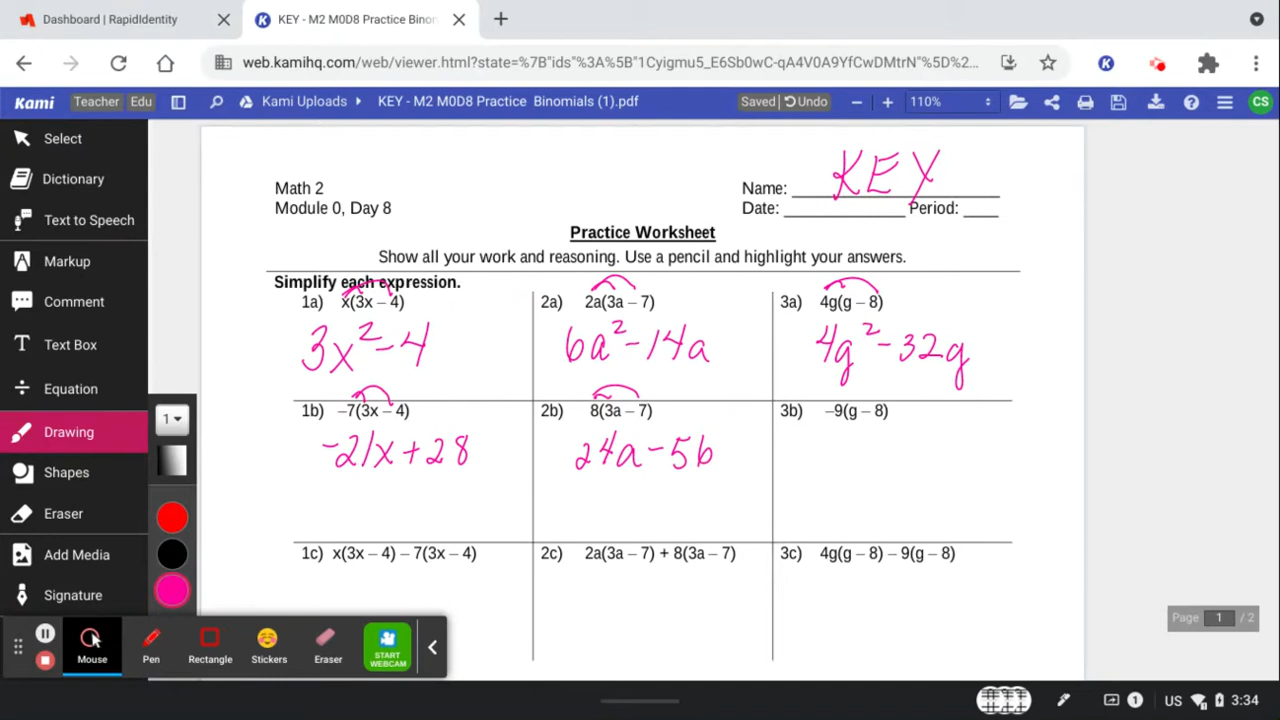 Dashboard | RapidIdentity
KEY - M2 M0D8 Practice Binon
web.kamihq.com/web/viewer.html?state=%7B"ids"%3A%5B"1Cyigmu5_E6Sb0wC-qA4V0A9YfCwDMtrN"%5D%2...
Kami Teacher Edu Kami Uploads KEY - M2 M0D8 Practice Binomials (1).pdf Saved Undo 110% CS
Select
Dictionary
Text to Speech
Markup
Comment
Text Box
Equation
Drawing
Shapes
Eraser
Add Media
Signature
1
Math 2
Module 0, Day 8
Name: KEY
Date: ____________ Period: ____
Practice Worksheet
Show all your work and reasoning. Use a pencil and highlight your answers.
Simplify each expression.
1a) x(3x – 4) 2a) 2a(3a – 7) 3a) 4g(g – 8)
3x² - 4 6a² - 14a 4g² - 32g
1b) –7(3x – 4) 2b) 8(3a – 7) 3b) –9(g – 8)
-21x + 28 24a - 56
1c) x(3x – 4) – 7(3x – 4) 2c) 2a(3a – 7) + 8(3a – 7) 3c) 4g(g – 8) – 9(g – 8)
Page 1 / 2
Mouse Pen Rectangle Stickers Eraser START WEBCAM
1 US 3:34